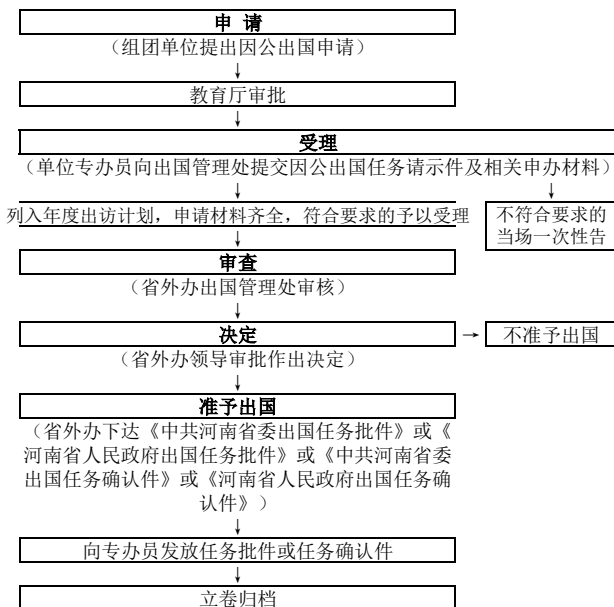 申 请
（组团单位提出因公出国申请）
↓
教育厅审批
↓
受理
（单位专办员向出国管理处提交因公出国任务请示件及相关申办材料）
↓ ↓
列入年度出访计划，申请材料齐全，符合要求的予以受理
不符合要求的
当场一次性告
↓
审查
（省外办出国管理处审核）
↓
决定 → 不准予出国
（省外办领导审批作出决定）
↓
准予出国
（省外办下达《中共河南省委出国任务批件》或《
河南省人民政府出国任务批件》或《中共河南省委
出国任务确认件》或《河南省人民政府出国任务确
认件》）
↓
向专办员发放任务批件或任务确认件
↓
立卷归档